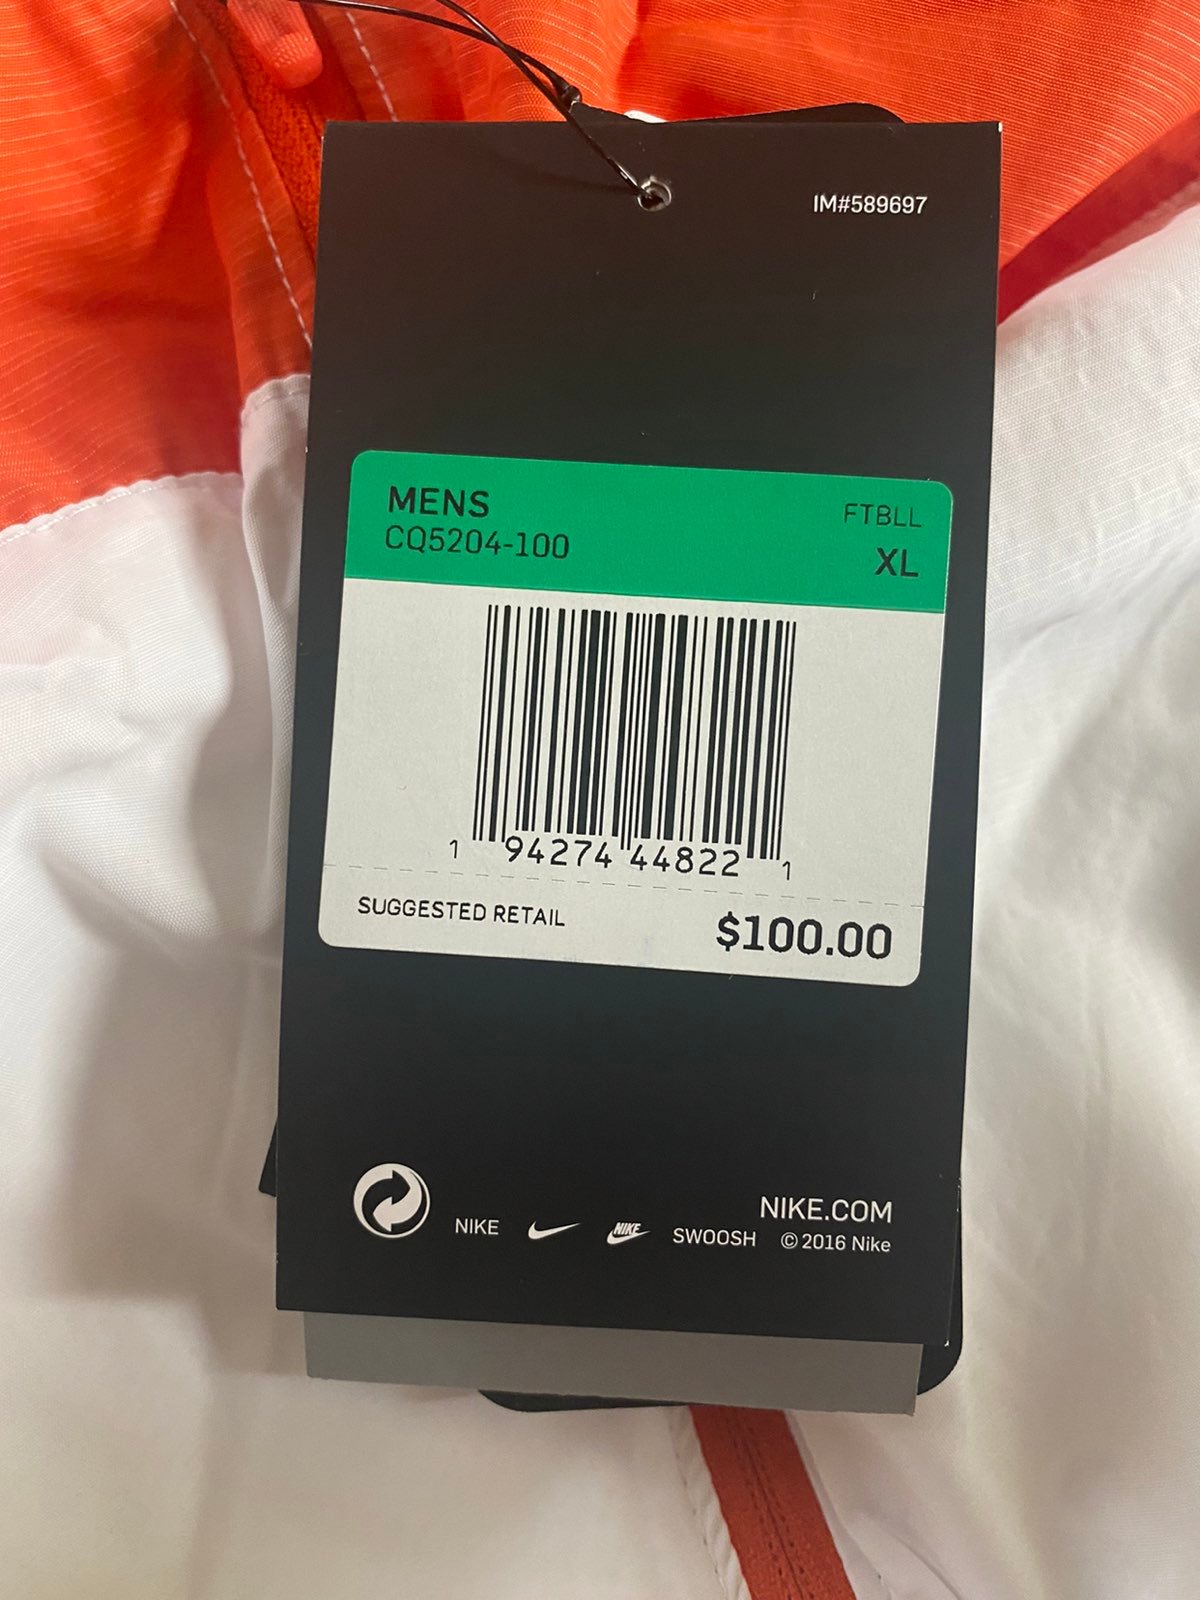 IM#589697
MENS
CQ5204-100
FTBLL
XL
1 94274 44822 1
SUGGESTED RETAIL
$100.00
NIKE NIKE SWOOSH
NIKE.COM
© 2016 Nike